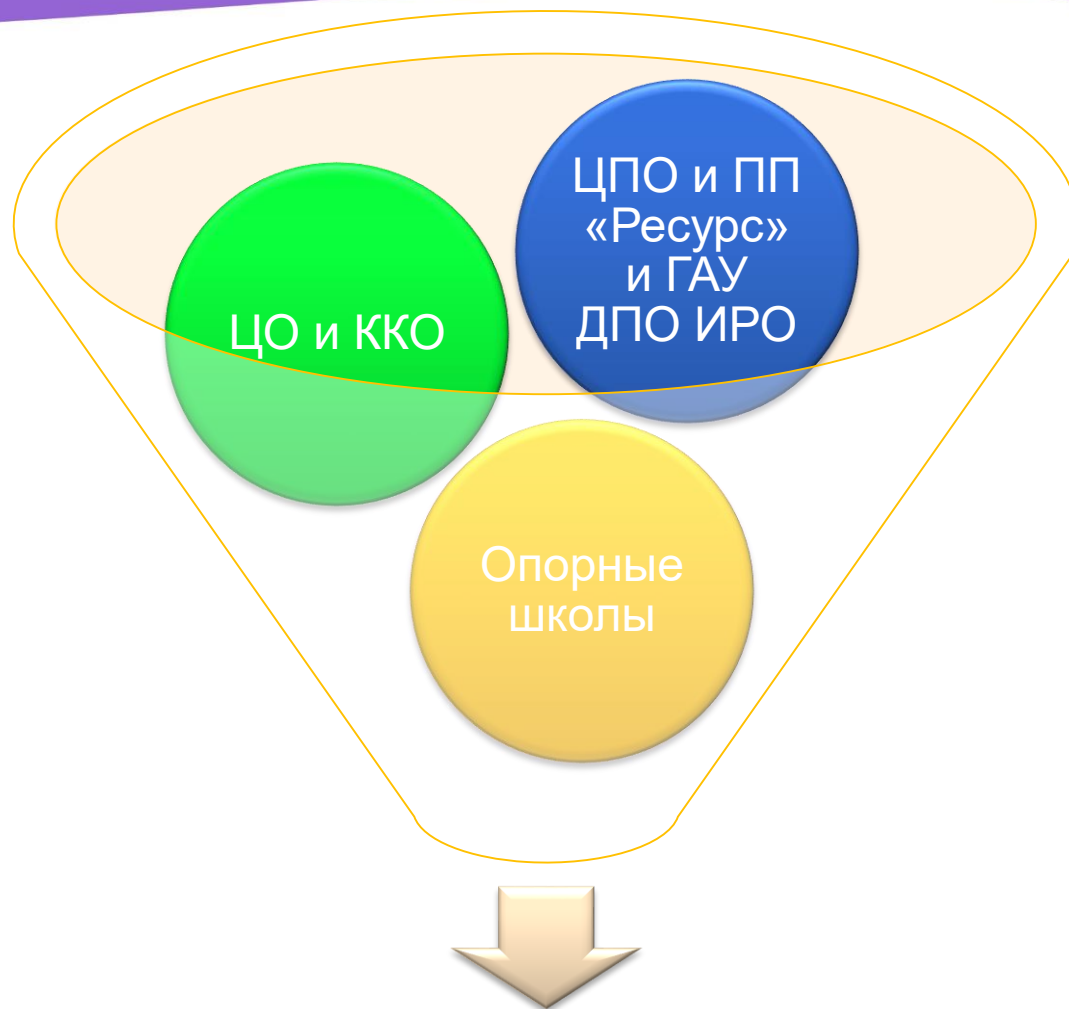 ЦПО и ПП
«Ресурс»
и ГАУ
ДПО ИРО
ЦО и ККО
Опорные
школы